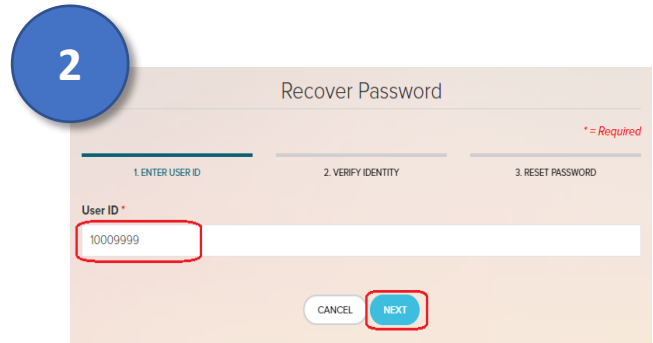 2
Recover Password
* = Required
1. ENTER USER ID 2. VERIFY IDENTITY 3. RESET PASSWORD
User ID *
10009999
CANCEL NEXT